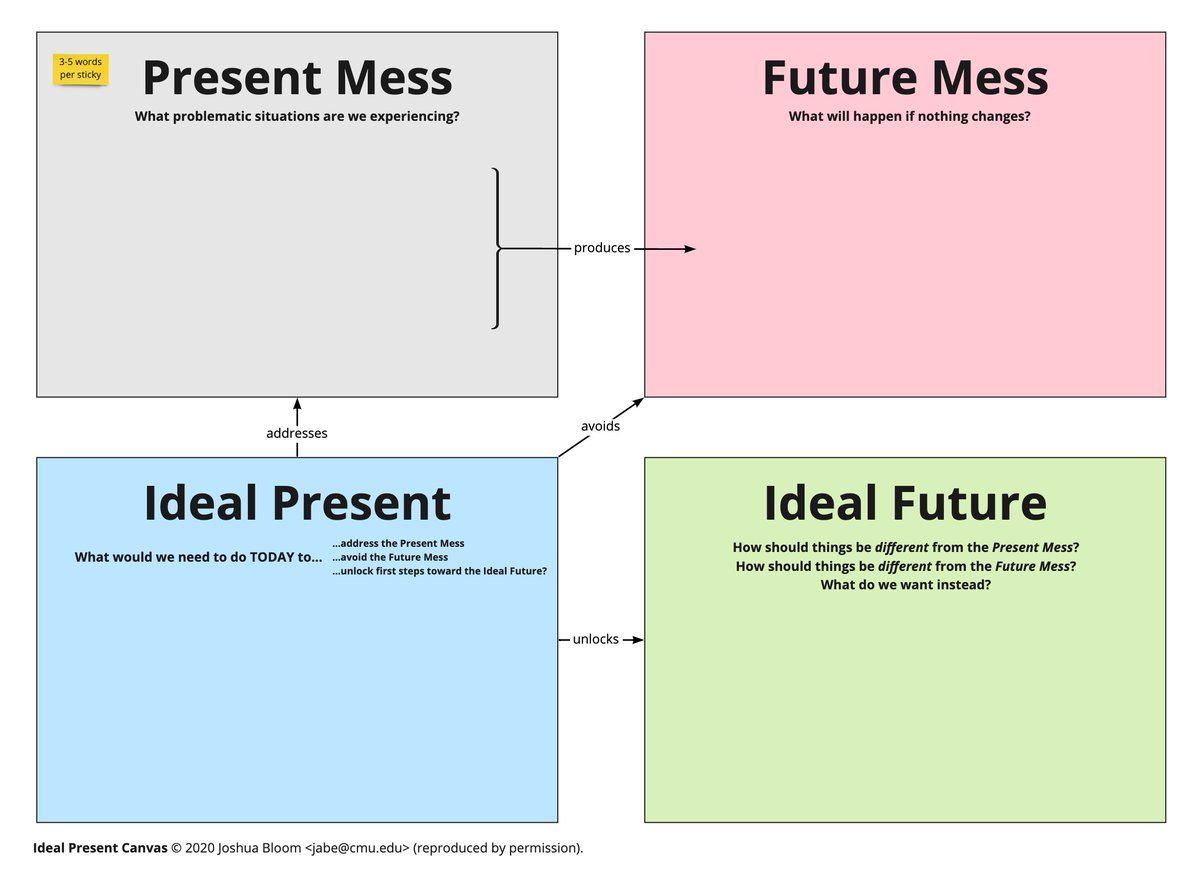 3-5 words
per sticky
Present Mess
What problematic situations are we experiencing?
Future Mess
What will happen if nothing changes?
produces
addresses
avoids
Ideal Present
What would we need to do TODAY to...
...address the Present Mess
...avoid the Future Mess
...unlock first steps toward the Ideal Future?
unlocks
Ideal Future
How should things be different from the Present Mess?
How should things be different from the Future Mess?
What do we want instead?
Ideal Present Canvas © 2020 Joshua Bloom <jabe@cmu.edu> (reproduced by permission).